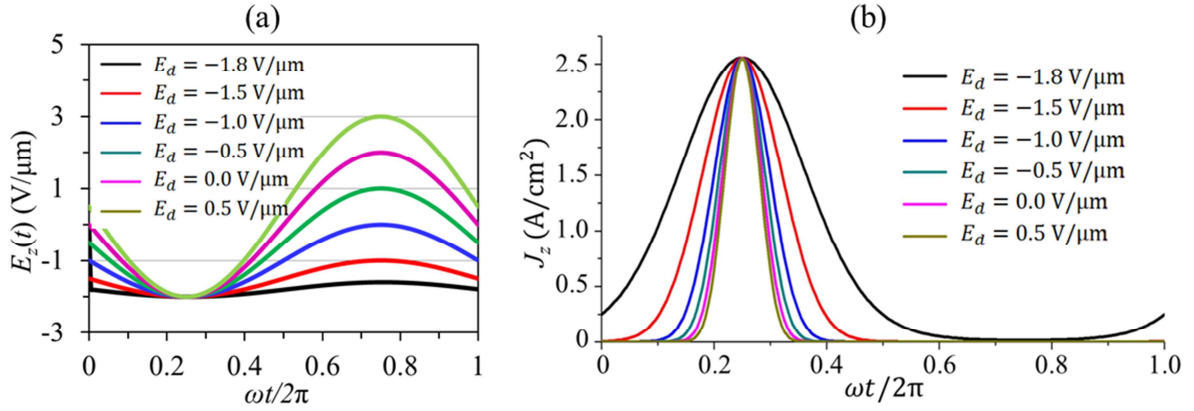 (a)
5
3
1
-1
-3
E_z(t) (V/μm)
E_d = −1.8 V/μm
E_d = −1.5 V/μm
E_d = −1.0 V/μm
E_d = −0.5 V/μm
E_d = 0.0 V/μm
E_d = 0.5 V/μm
0 0.2 0.4 0.6 0.8 1
ωt/2π
(b)
2.5
2.0
1.5
1.0
0.5
0
J_z (A/cm²)
E_d = −1.8 V/μm
E_d = −1.5 V/μm
E_d = −1.0 V/μm
E_d = −0.5 V/μm
E_d = 0.0 V/μm
E_d = 0.5 V/μm
0 0.2 0.4 0.6 0.8 1.0
ωt/2π